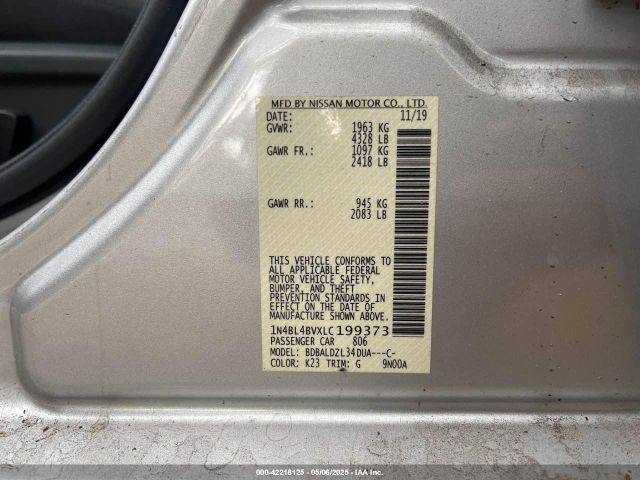 MFD BY NISSAN MOTOR CO., LTD.
DATE: 11/19
GVWR: 1963 KG
4328 LB
GAWR FR.: 1097 KG
2418 LB
GAWR RR.: 945 KG
2083 LB
THIS VEHICLE CONFORMS TO
ALL APPLICABLE FEDERAL
MOTOR VEHICLE SAFETY,
BUMPER, AND THEFT
PREVENTION STANDARDS IN
EFFECT ON THE DATE OF
MANUFACTURE SHOWN ABOVE.
1N4BL4BVXLC199373
PASSENGER CAR 806
MODEL: BDBALDZL34DUA---C-
COLOR: K23 TRIM: G 9N00A
000-42218125 - 05/06/2025 - IAA Inc.